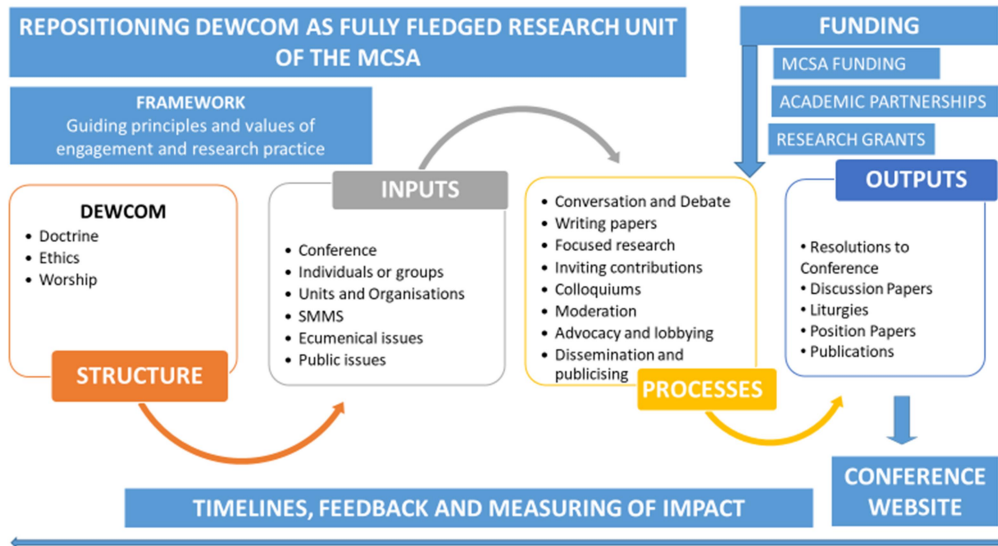 REPOSITIONING DEWCOM AS FULLY FLEDGED RESEARCH UNIT
OF THE MCSA
FUNDING
MCSA FUNDING
ACADEMIC PARTNERSHIPS
RESEARCH GRANTS
FRAMEWORK
Guiding principles and values of
engagement and research practice
DEWCOM
• Doctrine
• Ethics
• Worship
STRUCTURE
INPUTS
• Conference
• Individuals or groups
• Units and Organisations
• SMMS
• Ecumenical issues
• Public issues
• Conversation and Debate
• Writing papers
• Focused research
• Inviting contributions
• Colloquiums
• Moderation
• Advocacy and lobbying
• Dissemination and
publicising
PROCESSES
OUTPUTS
• Resolutions to
Conference
• Discussion Papers
• Liturgies
• Position Papers
• Publications
CONFERENCE
WEBSITE
TIMELINES, FEEDBACK AND MEASURING OF IMPACT